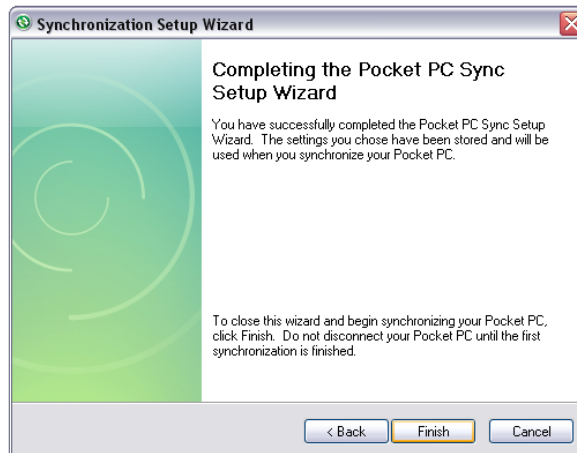 Synchronization Setup Wizard
Completing the Pocket PC Sync
Setup Wizard
You have successfully completed the Pocket PC Sync Setup
Wizard. The settings you chose have been stored and will be
used when you synchronize your Pocket PC.
To close this wizard and begin synchronizing your Pocket PC,
click Finish. Do not disconnect your Pocket PC until the first
synchronization is finished.
< Back Finish Cancel